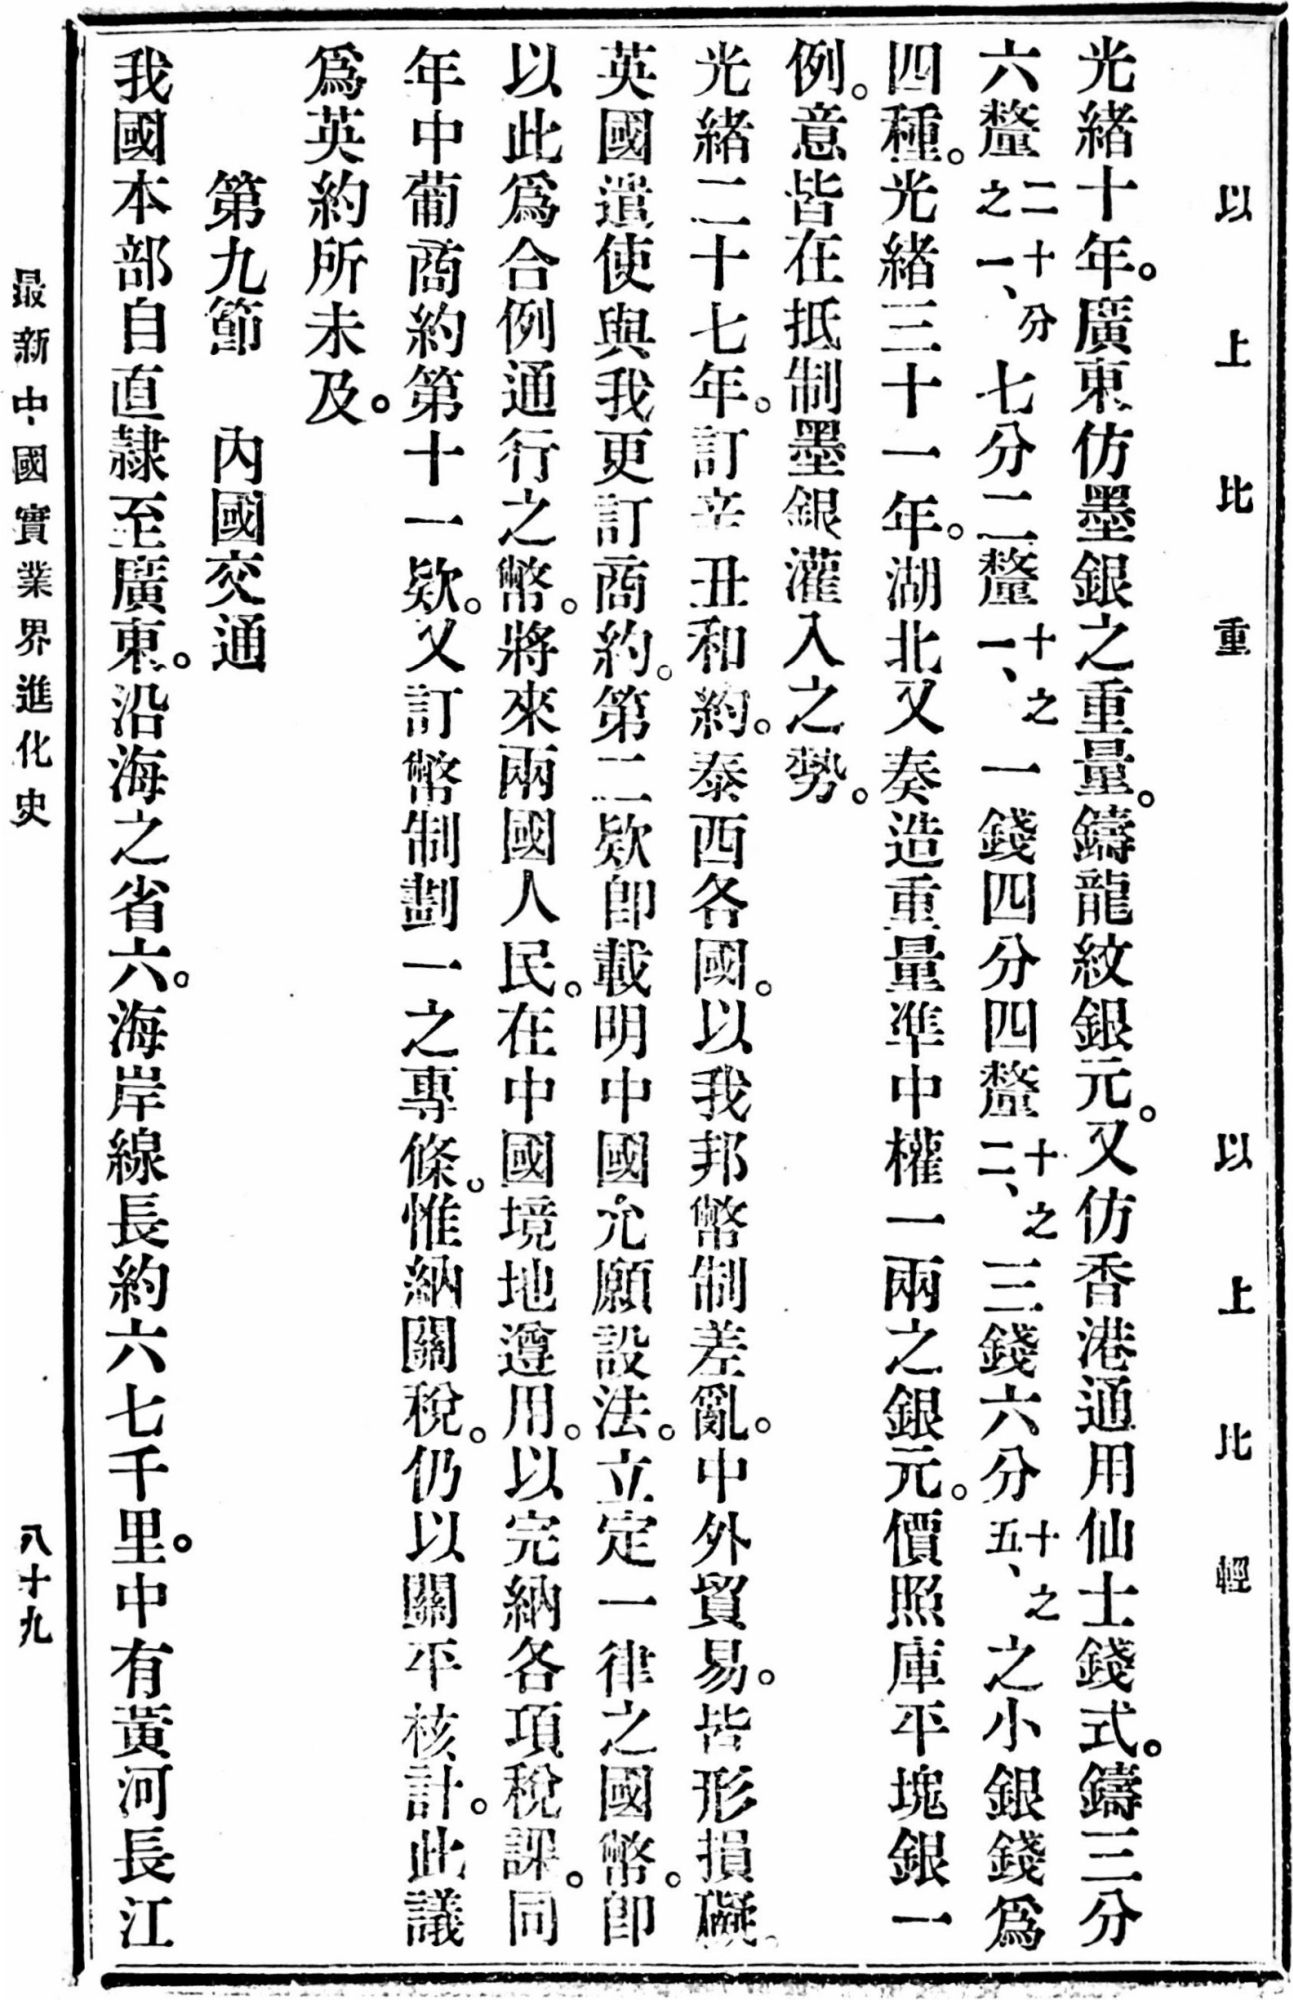 以上比重　以上比輕
光緒十年。廣東仿墨銀之重量。鑄龍紋銀元。又仿香港通用仙士錢式。鑄三分
六釐二十分之一、七分二釐十之一、一錢四分四釐十之二、三錢六分十之五、之小銀錢爲
四種。光緒三十一年。湖北又奏造重量準中權一兩之銀元。價照庫平塊銀一
例。意皆在抵制墨銀灌入之勢。
光緒二十七年。訂辛丑和約。泰西各國。以我邦幣制差亂。中外貿易。皆形損礙。
英國遣使與我更訂商約。第二欵卽載明中國允願設法。立定一律之國幣。卽
以此爲合例通行之幣。將來兩國人民。在中國境地遵用。以完納各項稅課。同
年中葡商約第十一欵。又訂幣制劃一之專條。惟納關稅。仍以關平核計。此議
爲英約所未及。
第九節　內國交通
我國本部自直隸至廣東。沿海之省六。海岸線長約六七千里。中有黃河長江
最新中國實業界進化史
八十九